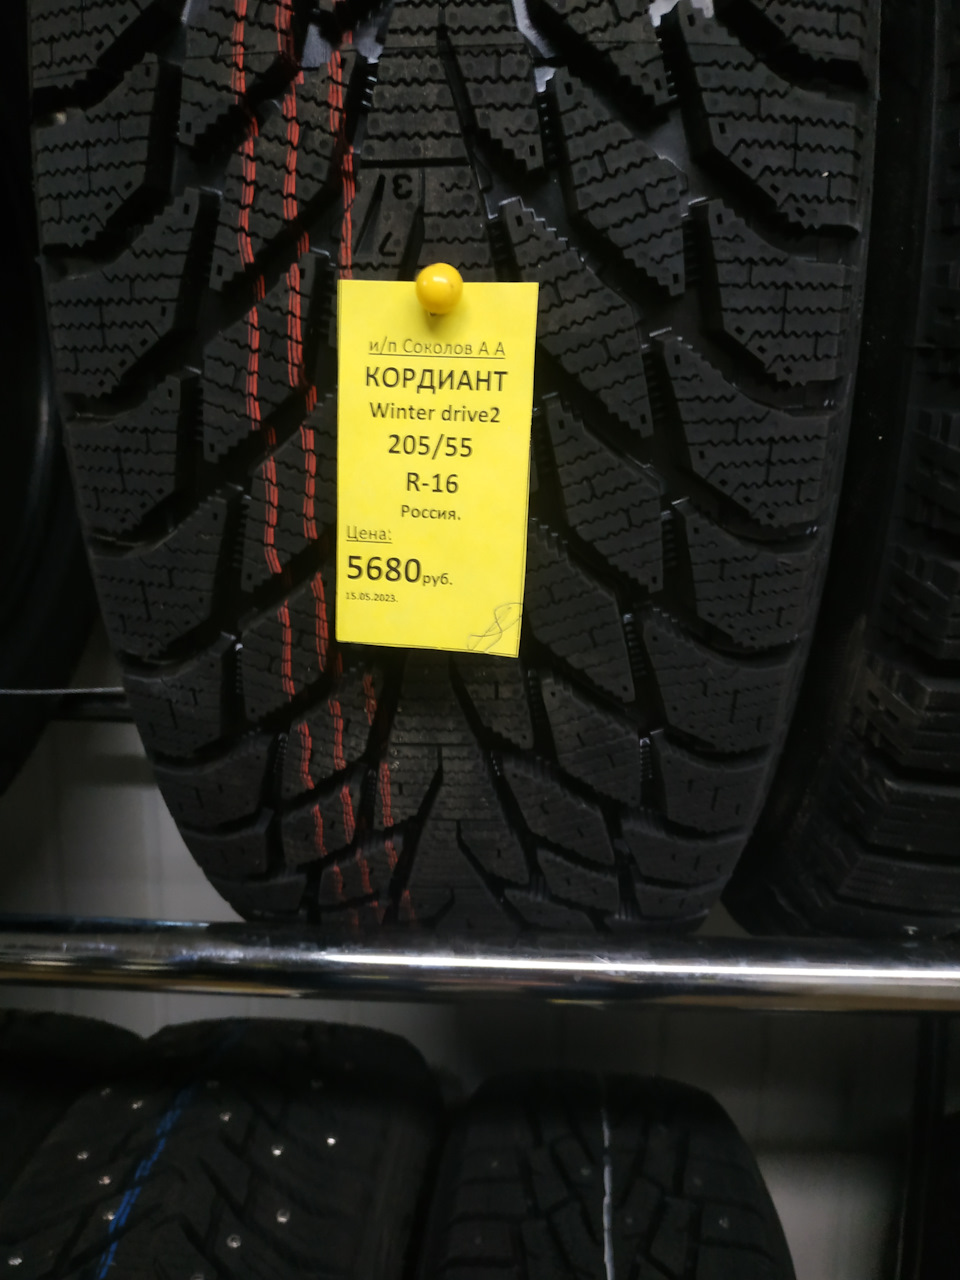 и/п Соколов А А
КОРДИАНТ
Winter drive2
205/55
R-16
Россия.
Цена:
5680руб.
15.05.2023.